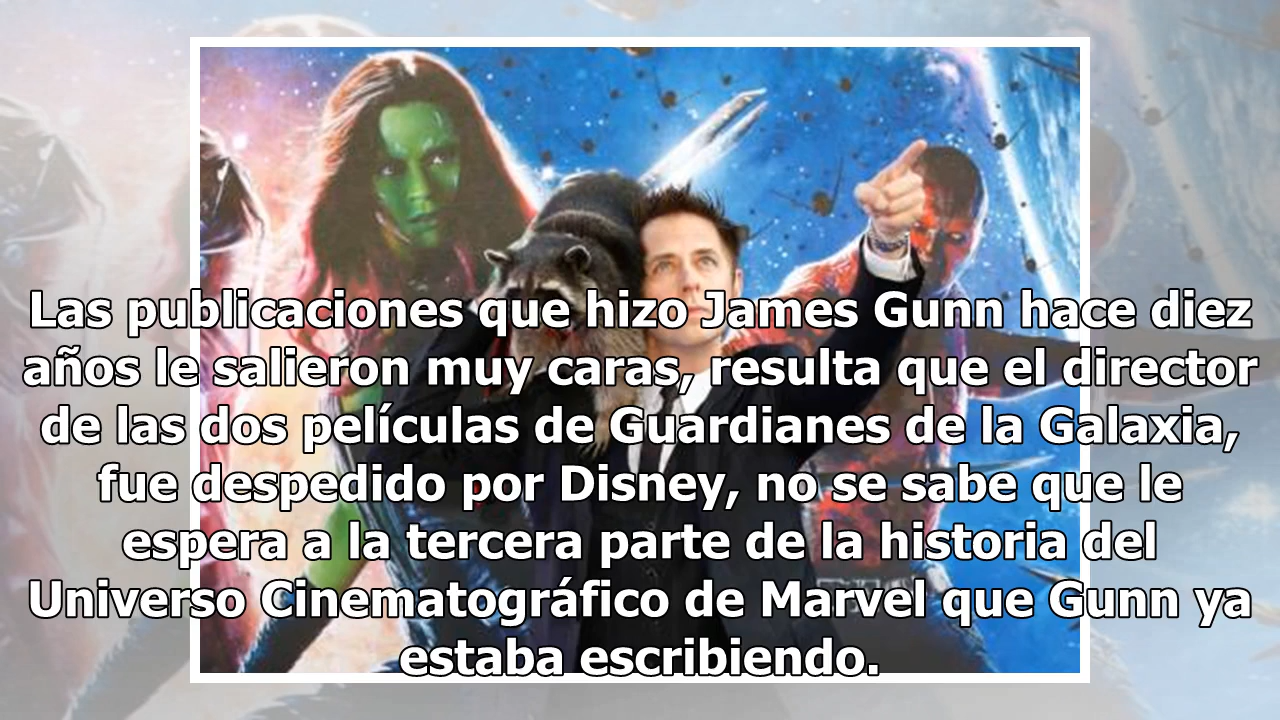 Las publicaciones que hizo James Gunn hace diez
años le salieron muy caras, resulta que el director
de las dos películas de Guardianes de la Galaxia,
fue despedido por Disney, no se sabe que le
espera a la tercera parte de la historia del
Universo Cinematográfico de Marvel que Gunn ya
estaba escribiendo.